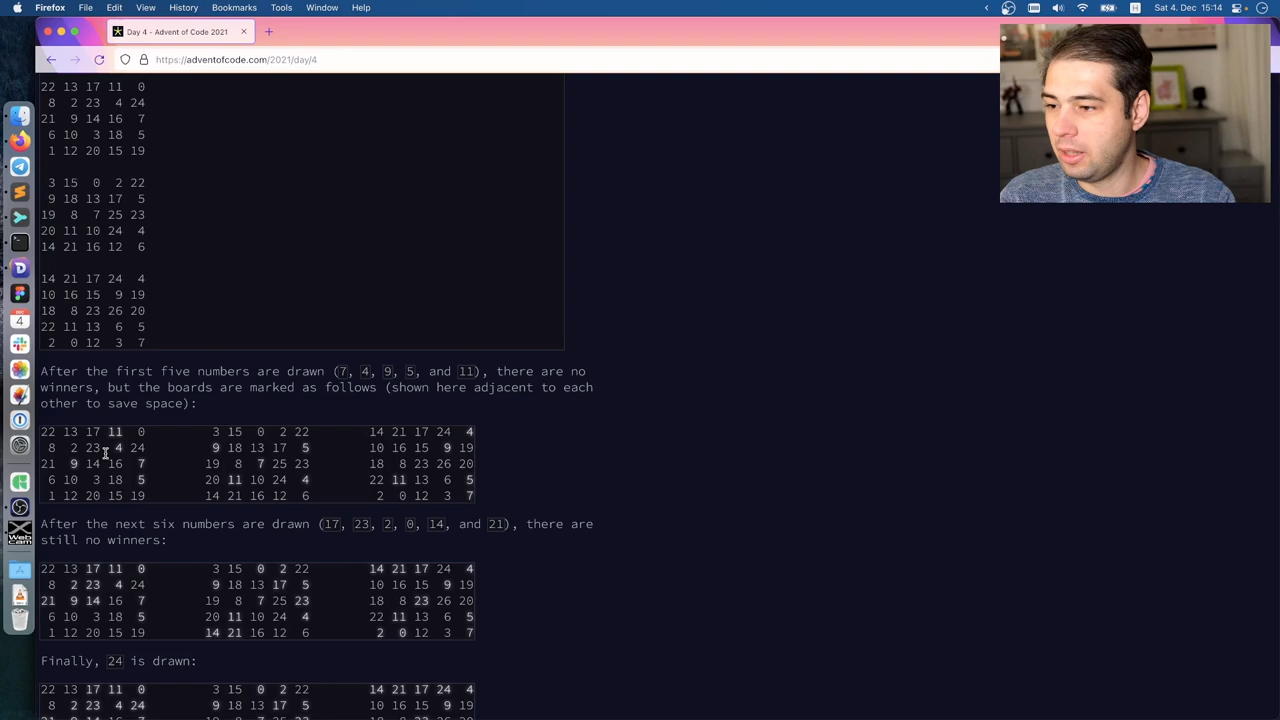 Firefox File Edit View History Bookmarks Tools Window Help
Sat 4. Dec 15:14
Day 4 - Advent of Code 2021
https://adventofcode.com/2021/day/4
22 13 17 11 0
8 2 23 4 24
21 9 14 16 7
6 10 3 18 5
1 12 20 15 19
3 15 0 2 22
9 18 13 17 5
19 8 7 25 23
20 11 10 24 4
14 21 16 12 6
14 21 17 24 4
10 16 15 9 19
18 8 23 26 20
22 11 13 6 5
2 0 12 3 7
After the first five numbers are drawn (7, 4, 9, 5, and 11), there are no
winners, but the boards are marked as follows (shown here adjacent to each
other to save space):
22 13 17 11 0 3 15 0 2 22 14 21 17 24 4
8 2 23 4 24 9 18 13 17 5 10 16 15 9 19
21 9 14 16 7 19 8 7 25 23 18 8 23 26 20
6 10 3 18 5 20 11 10 24 4 22 11 13 6 5
1 12 20 15 19 14 21 16 12 6 2 0 12 3 7
After the next six numbers are drawn (17, 23, 2, 0, 14, and 21), there are
still no winners:
22 13 17 11 0 3 15 0 2 22 14 21 17 24 4
8 2 23 4 24 9 18 13 17 5 10 16 15 9 19
21 9 14 16 7 19 8 7 25 23 18 8 23 26 20
6 10 3 18 5 20 11 10 24 4 22 11 13 6 5
1 12 20 15 19 14 21 16 12 6 2 0 12 3 7
Finally, 24 is drawn:
22 13 17 11 0 3 15 0 2 22 14 21 17 24 4
8 2 23 4 24 9 18 13 17 5 10 16 15 9 19
DEC
4
Web
Cam